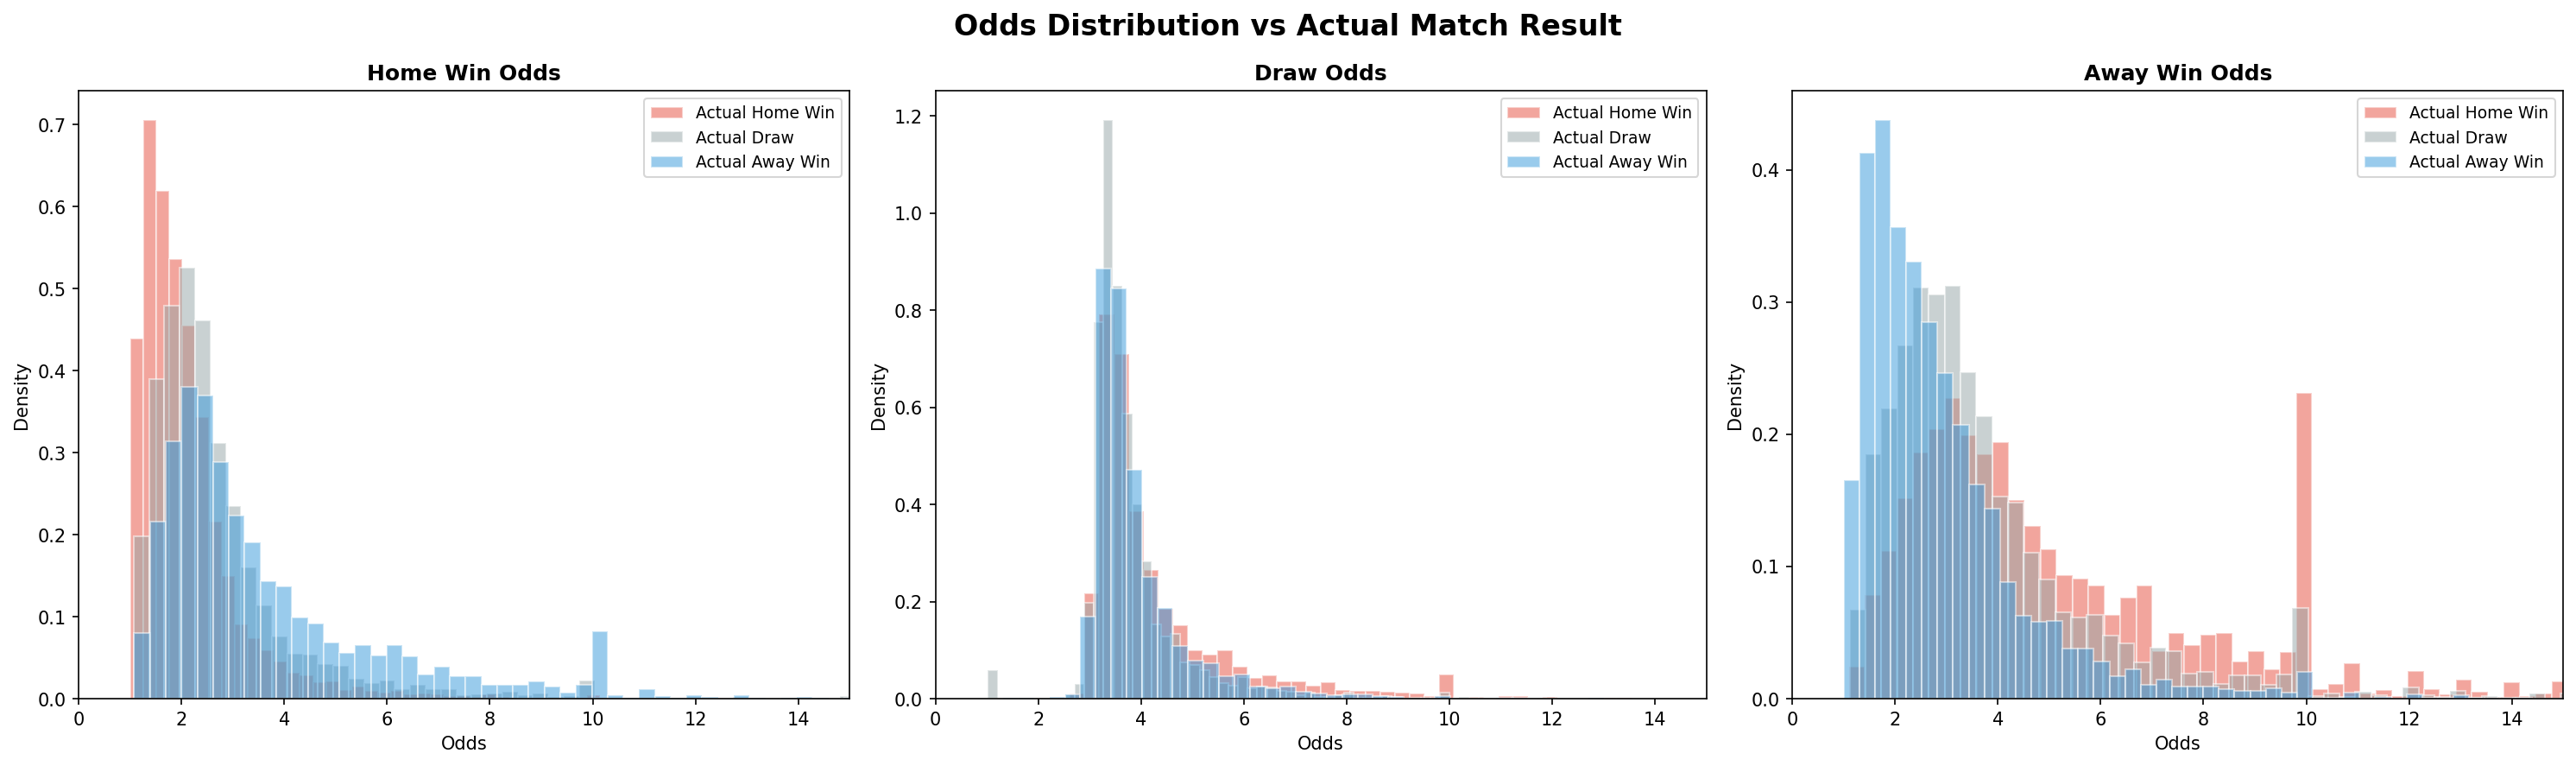 Odds Distribution vs Actual Match Result
Home Win Odds
Actual Home Win
Actual Draw
Actual Away Win
0.7
0.6
0.5
0.4
0.3
0.2
0.1
0.0
Density
0 2 4 6 8 10 12 14
Odds
Draw Odds
Actual Home Win
Actual Draw
Actual Away Win
1.2
1.0
0.8
0.6
0.4
0.2
0.0
Density
0 2 4 6 8 10 12 14
Odds
Away Win Odds
Actual Home Win
Actual Draw
Actual Away Win
0.4
0.3
0.2
0.1
0.0
Density
0 2 4 6 8 10 12 14
Odds